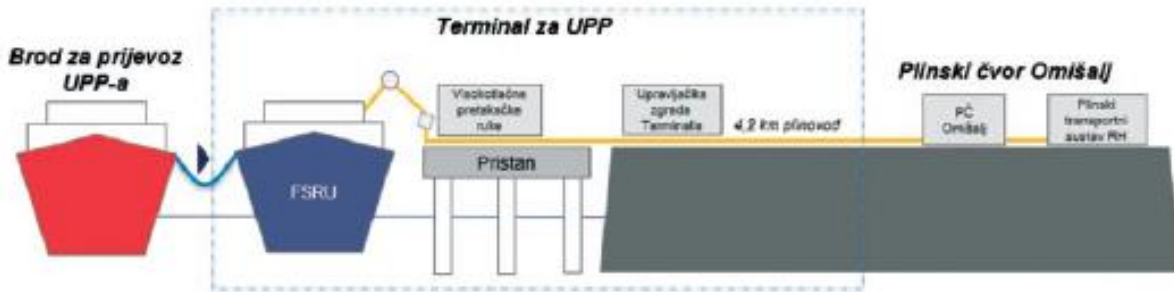 Terminal za UPP
Brod za prijevoz
UPP-a
Plinski čvor Omišalj
Visokotlačne
pretakačke
ruke
Upravljačka
zgrada
Terminala
4,2 km plinovod
PČ
Omišalj
Plinski
transportni
sustav RH
Pristan
FSRU